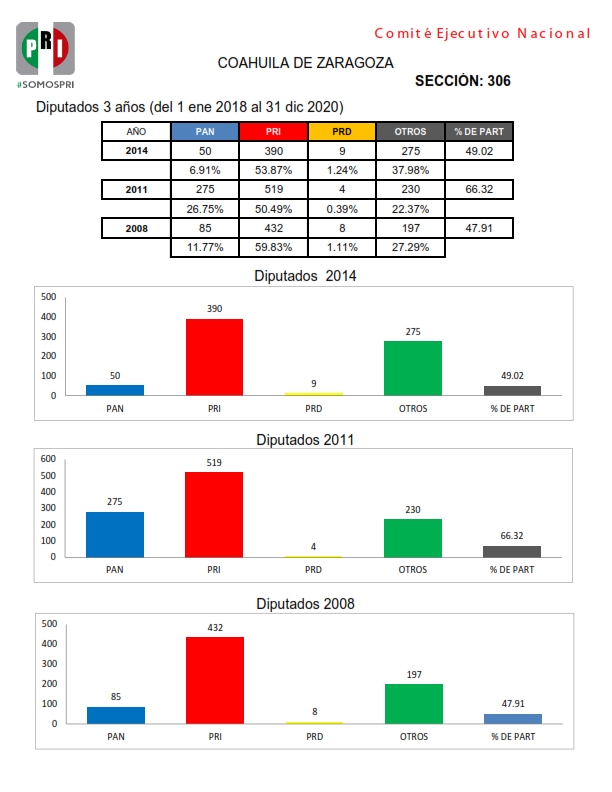 Comité Ejecutivo Nacional
PRI
#SOMOSPRI
COAHUILA DE ZARAGOZA
SECCIÓN: 306
Diputados 3 años (del 1 ene 2018 al 31 dic 2020)
AÑO PAN PRI PRD OTROS % DE PART
2014 50 390 9 275 49.02
6.91% 53.87% 1.24% 37.98%
2011 275 519 4 230 66.32
26.75% 50.49% 0.39% 22.37%
2008 85 432 8 197 47.91
11.77% 59.83% 1.11% 27.29%
Diputados 2014
500
400
300
200
100
0
50 390 9 275 49.02
PAN PRI PRD OTROS % DE PART
Diputados 2011
600
500
400
300
200
100
0
275 519 4 230 66.32
PAN PRI PRD OTROS % DE PART
Diputados 2008
500
400
300
200
100
0
85 432 8 197 47.91
PAN PRI PRD OTROS % DE PART